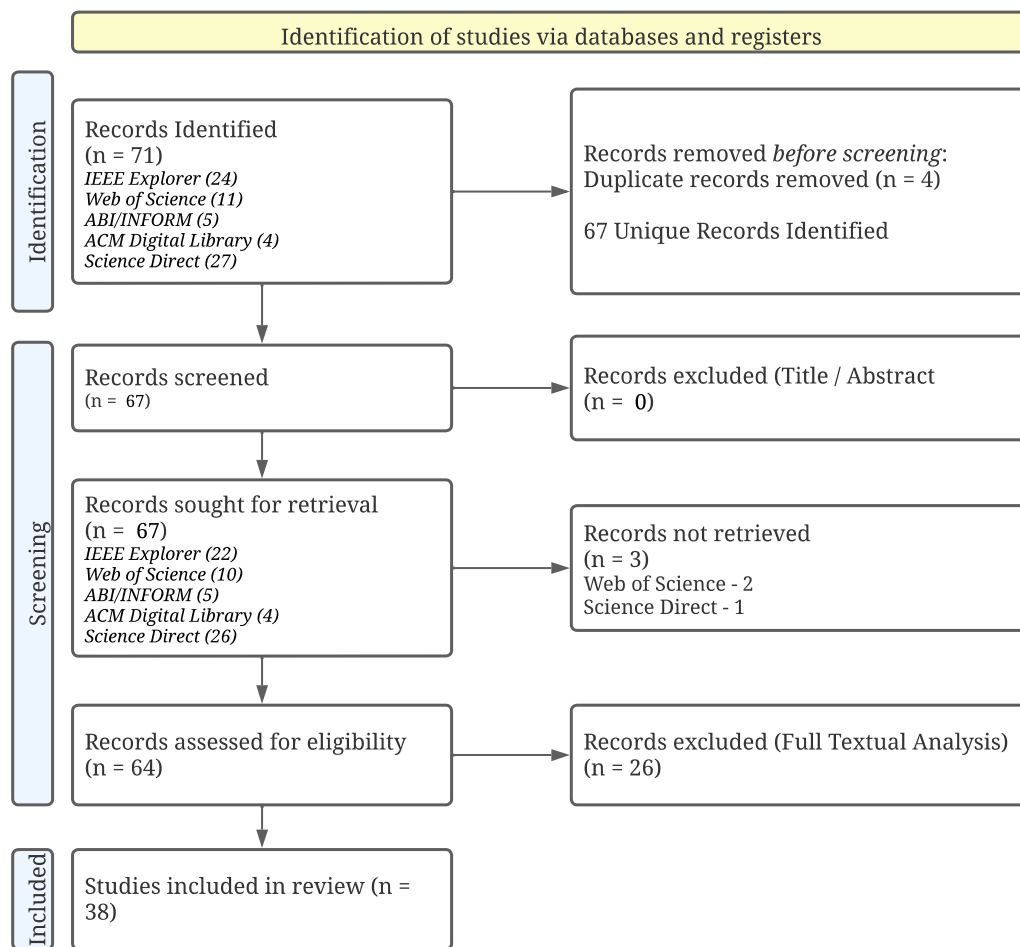 Identification of studies via databases and registers
Identification
Records Identified
(n = 71)
IEEE Explorer (24)
Web of Science (11)
ABI/INFORM (5)
ACM Digital Library (4)
Science Direct (27)
Records removed before screening:
Duplicate records removed (n = 4)
67 Unique Records Identified
Screening
Records screened
(n = 67)
Records excluded (Title / Abstract
(n = 0)
Records sought for retrieval
(n = 67)
IEEE Explorer (22)
Web of Science (10)
ABI/INFORM (5)
ACM Digital Library (4)
Science Direct (26)
Records not retrieved
(n = 3)
Web of Science - 2
Science Direct - 1
Records assessed for eligibility
(n = 64)
Records excluded (Full Textual Analysis)
(n = 26)
Included
Studies included in review (n =
38)